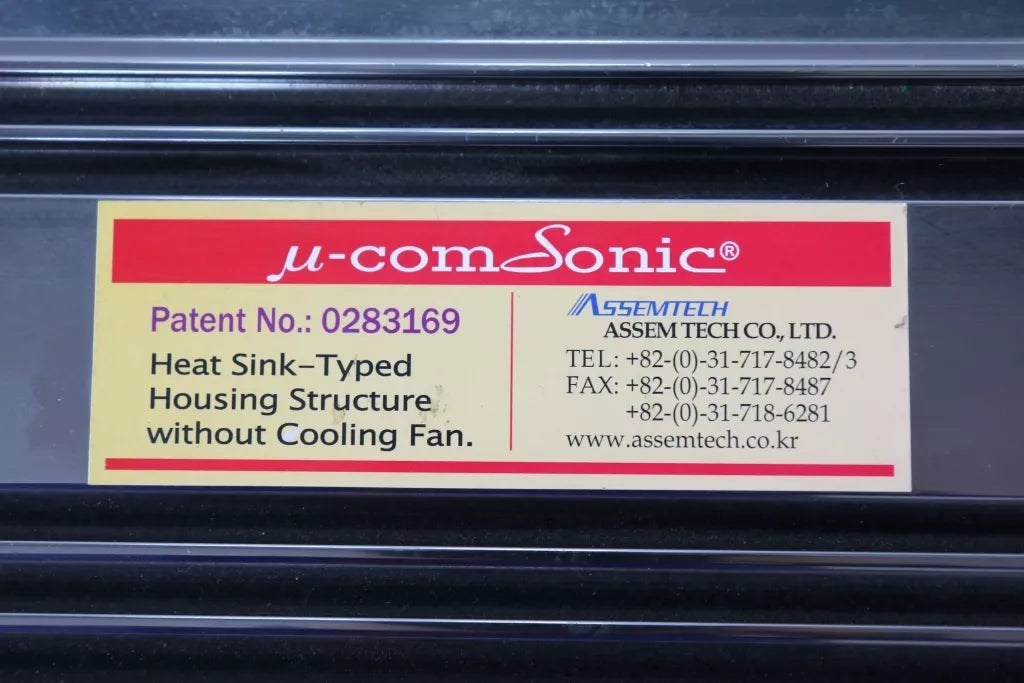 µ-comSonic®
Patent No.: 0283169
Heat Sink-Typed
Housing Structure
without Cooling Fan.
ASSEMTECH
ASSEM TECH CO., LTD.
TEL: +82-(0)-31-717-8482/3
FAX: +82-(0)-31-717-8487
+82-(0)-31-718-6281
www.assemtech.co.kr